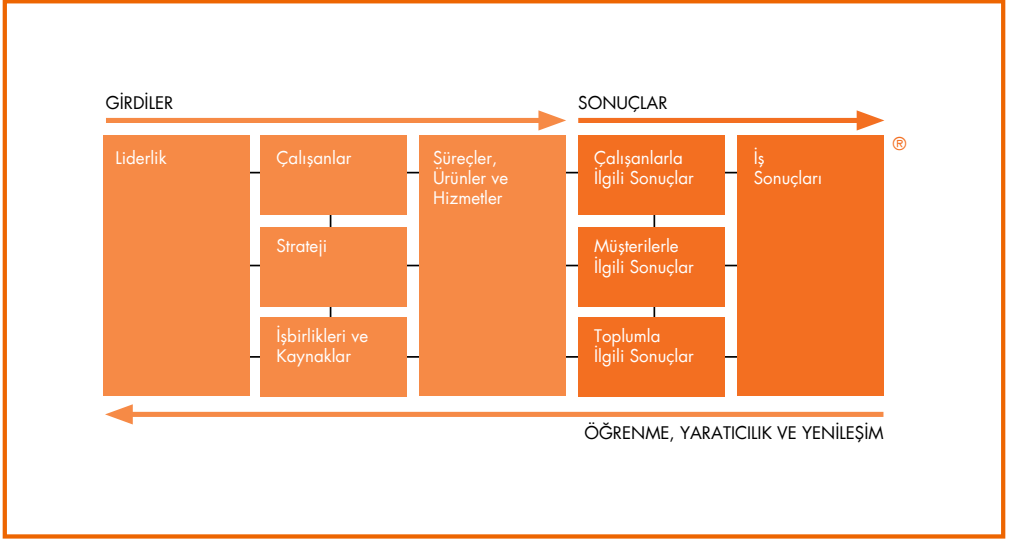 GİRDİLER
SONUÇLAR
®
Liderlik
Çalışanlar
Süreçler,
Ürünler ve
Hizmetler
Çalışanlarla
İlgili Sonuçlar
İş
Sonuçları
Strateji
Müşterilerle
İlgili Sonuçlar
İşbirlikleri ve
Kaynaklar
Toplumla
İlgili Sonuçlar
ÖĞRENME, YARATICILIK VE YENİLEŞİM